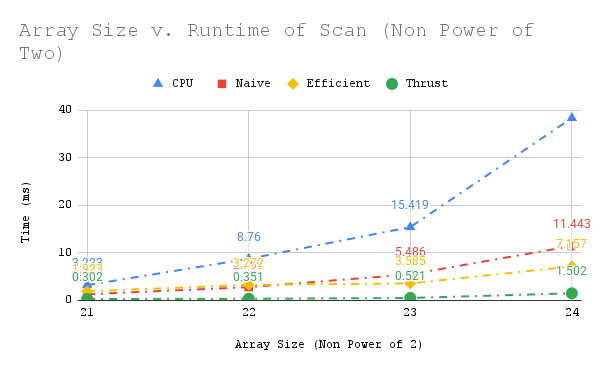 Array Size v. Runtime of Scan (Non Power of
Two)
CPU Naive Efficient Thrust
Time (ms)
40
30
20
10
0
3.223
0.302
8.76
3.272
0.351
15.419
5.486
3.585
0.521
11.443
7.157
1.502
21 22 23 24
Array Size (Non Power of 2)